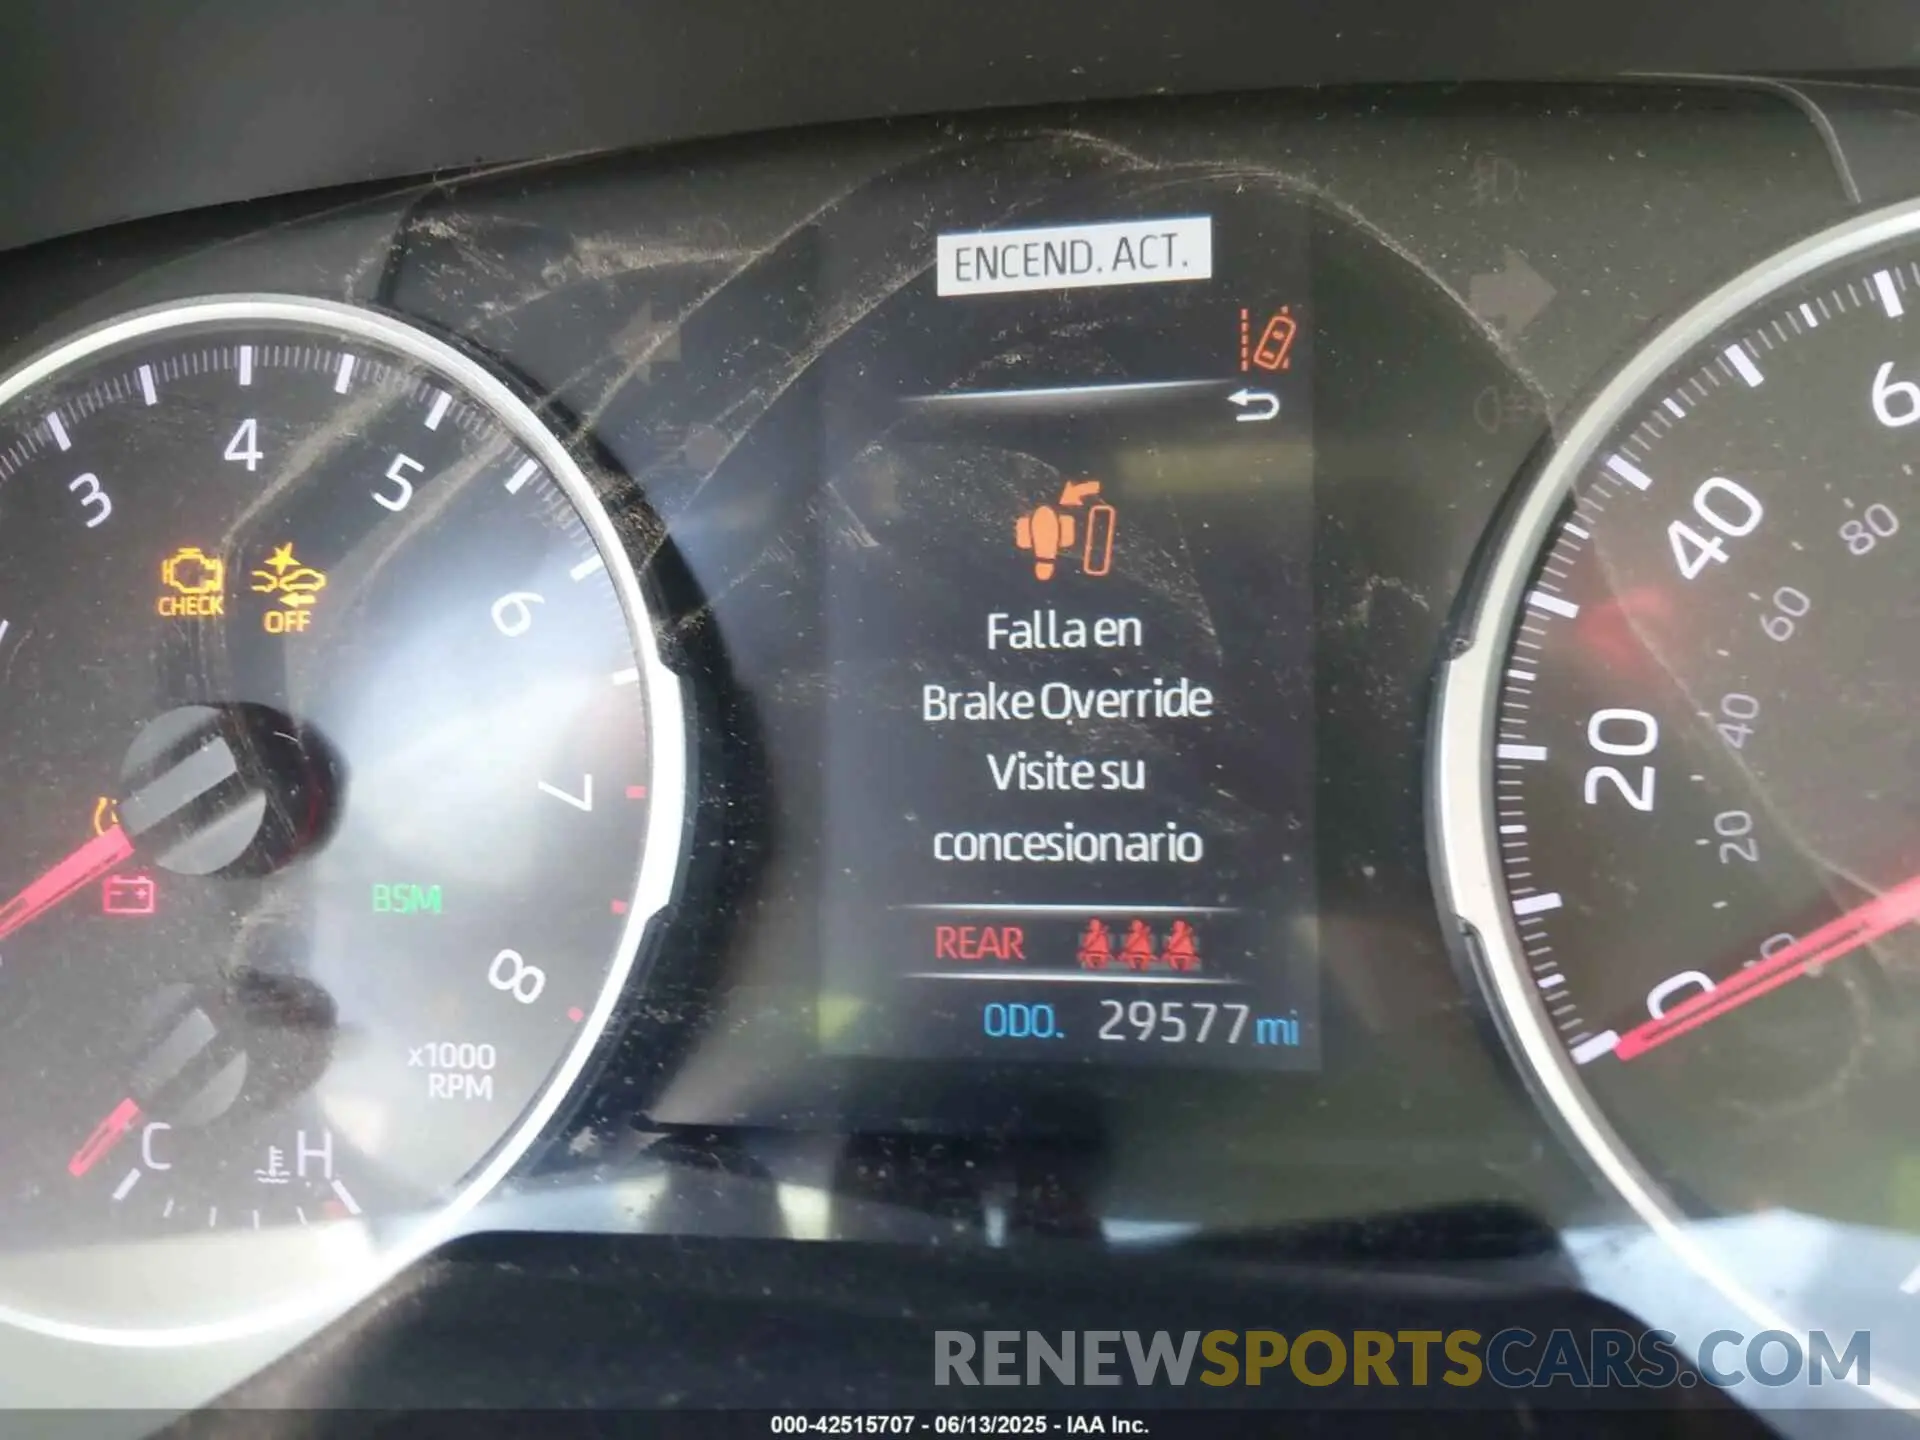 ENCEND. ACT.
3
4
5
6
7
8
CHECK
OFF
BSM
x1000
RPM
C
H
Falla en
Brake Override
Visite su
concesionario
REAR
ODO. 29577 mi
0
20
40
6
20
40
60
80
RENEWSPORTSCARS.COM
000-42515707 - 06/13/2025 - IAA Inc.